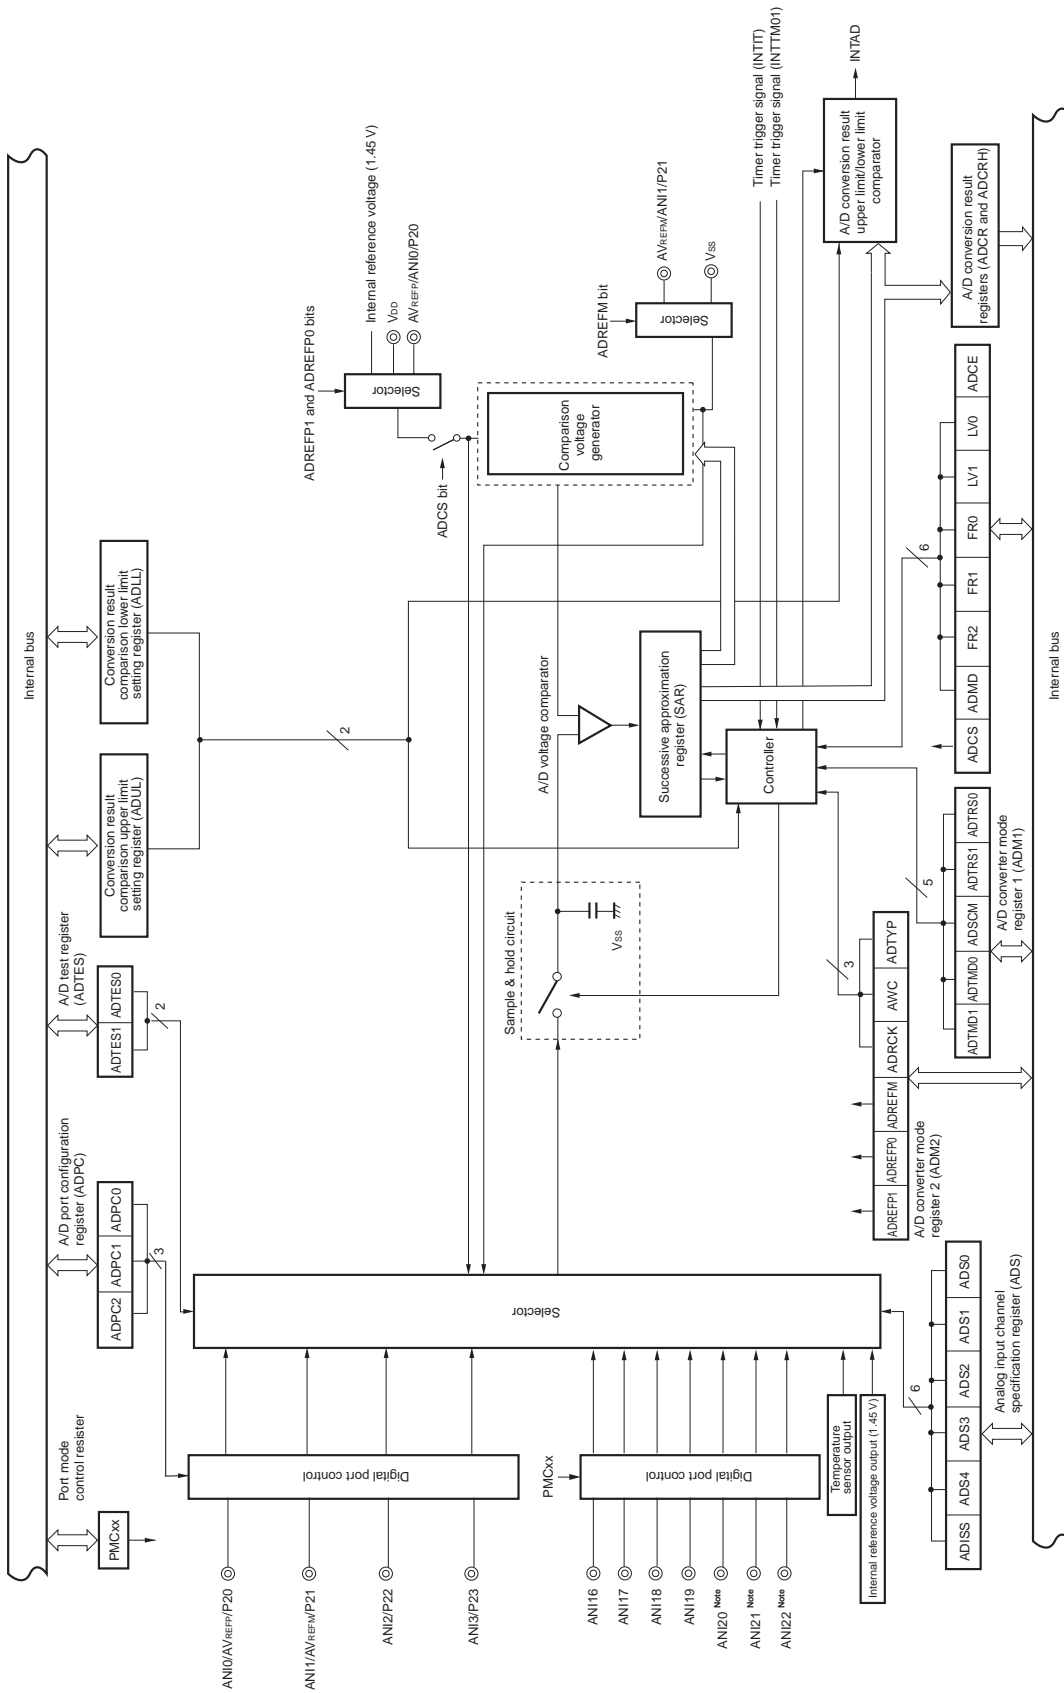 Internal bus
Port mode
control resister
PMCxx
A/D port configuration
register (ADPC)
ADPC2
ADPC1
ADPC0
3
A/D test register
(ADTES)
ADTES1
ADTES0
2
Conversion result
comparison upper limit
setting register (ADUL)
Conversion result
comparison lower limit
setting register (ADLL)
2
ADREFP1 and ADREFP0 bits
Internal reference voltage (1.45 V)
VDD
AVREFP/ANI0/P20
Selector
ADCS bit
Comparison
voltage
generator
ADREFM bit
Selector
AVREFM/ANI1/P21
VSS
ANI0/AVREFP/P20
ANI1/AVREFM/P21
ANI2/P22
ANI3/P23
Digital port control
PMCxx
ANI16
ANI17
ANI18
ANI19
ANI20 Note
ANI21 Note
ANI22 Note
Digital port control
Selector
Temperature
sensor output
Internal reference voltage output (1.45 V)
Sample & hold circuit
VSS
A/D voltage comparator
Successive approximation
register (SAR)
Controller
Timer trigger signal (INTIT)
Timer trigger signal (INTTM01)
A/D conversion result
upper limit/lower limit
comparator
INTAD
A/D conversion result
registers (ADCR and ADCRH)
6
ADISS
ADS4
ADS3
ADS2
ADS1
ADS0
Analog input channel
specification register (ADS)
3
ADREFP1
ADREFP0
ADREFM
ADRCK
AWC
ADTYP
A/D converter mode
register 2 (ADM2)
5
ADTMD1
ADTMD0
ADSCM
ADTRS1
ADTRS0
A/D converter mode
register 1 (ADM1)
6
ADCS
ADMD
FR2
FR1
FR0
LV1
LV0
ADCE
Internal bus